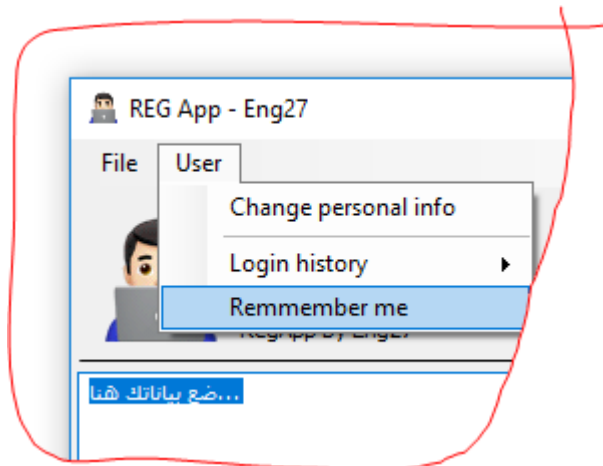 REG App - Eng27
File User
Change personal info
Login history
Remmember me
RegApp by Eng27
ضع بياناتك هنا...